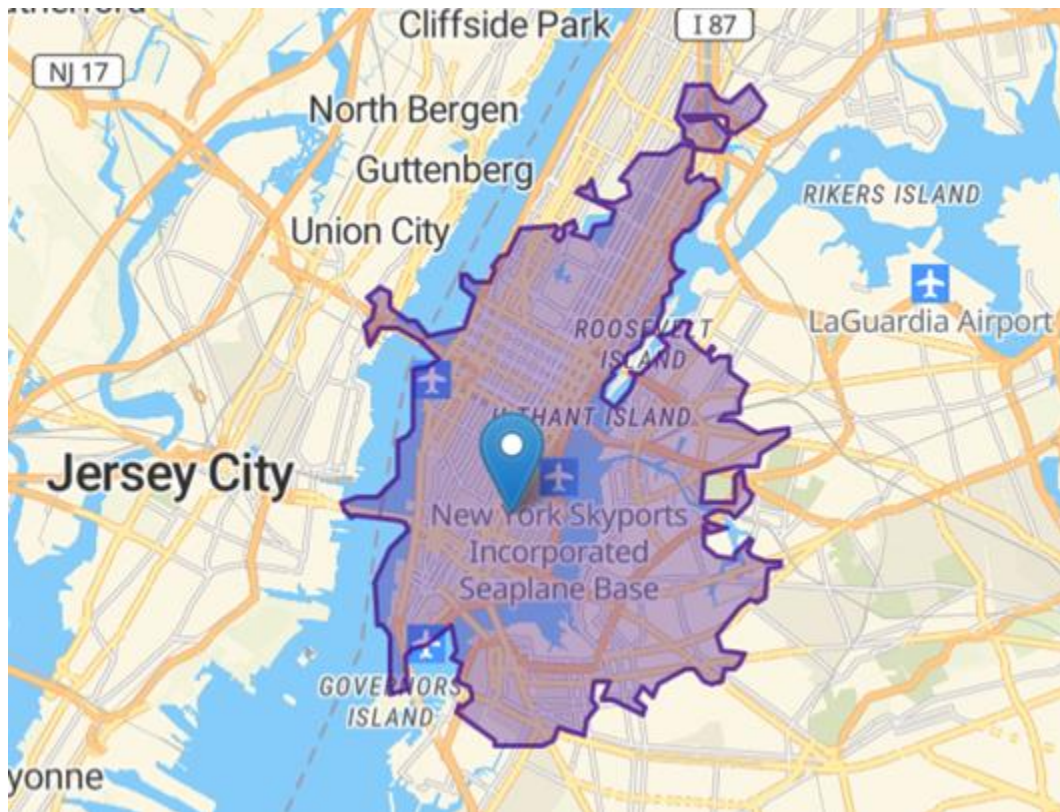 Cliffside Park
I 87
NJ 17
North Bergen
Guttenberg
RIKERS ISLAND
Union City
LaGuardia Airport
ROOSEVELT
ISLAND
U THANT ISLAND
Jersey City
New York Skyports
Incorporated
Seaplane Base
GOVERNORS
ISLAND
yonne